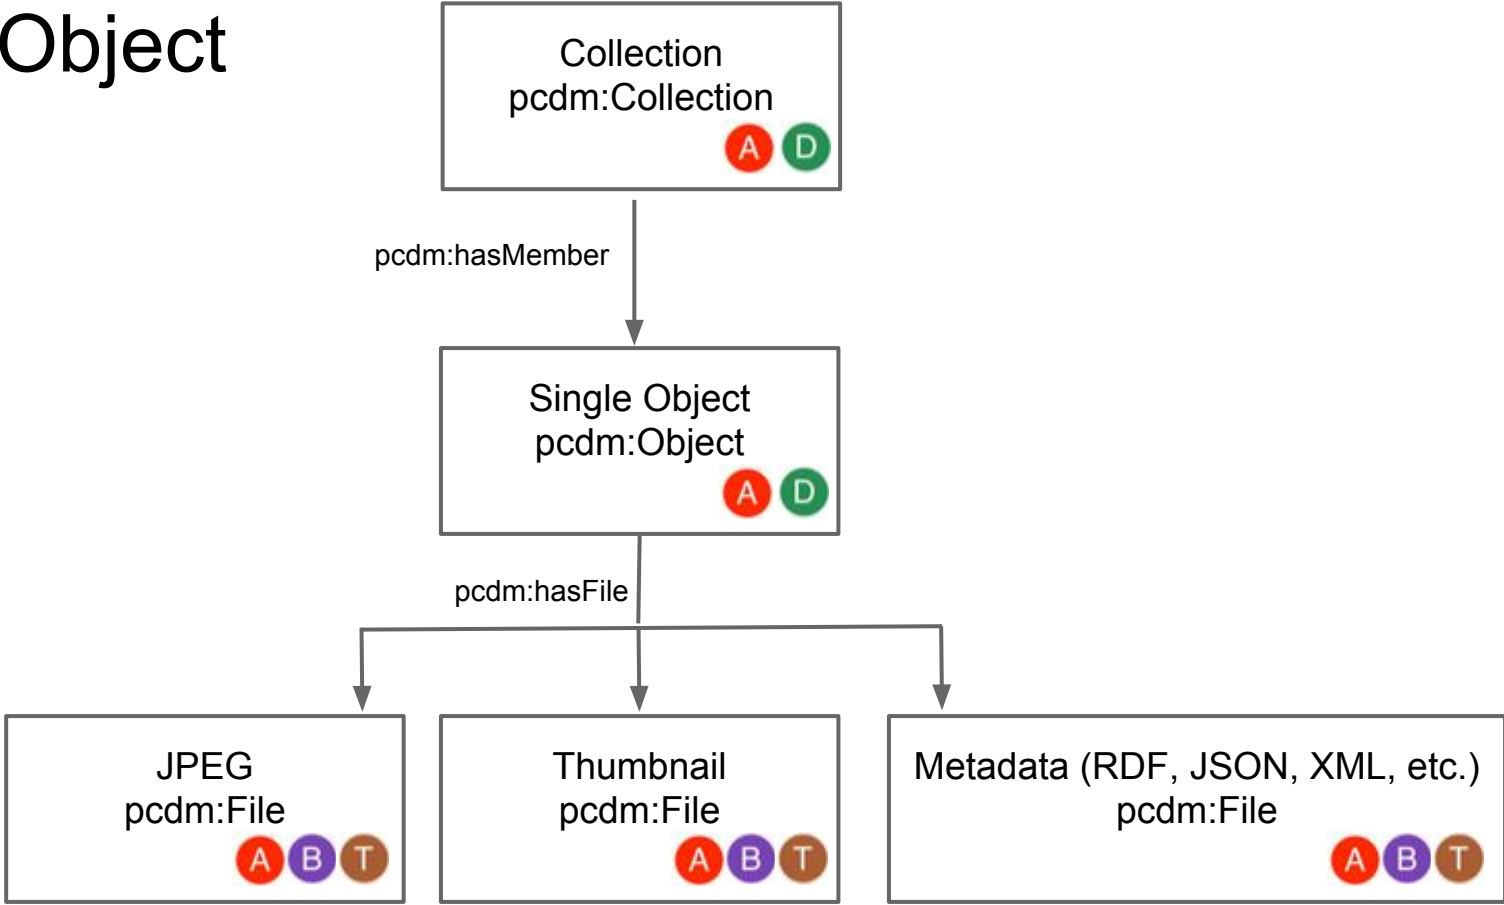 Object
Collection
pcdm:Collection
A D
pcdm:hasMember
Single Object
pcdm:Object
A D
pcdm:hasFile
JPEG
pcdm:File
A B T
Thumbnail
pcdm:File
A B T
Metadata (RDF, JSON, XML, etc.)
pcdm:File
A B T